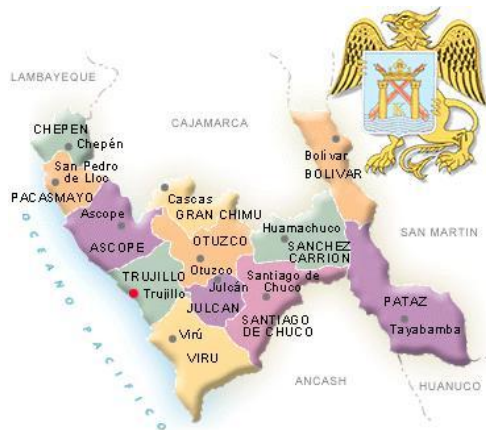 LAMBAYEQUE
CAJAMARCA
CHEPEN
Chepén
San Pedro
de Lloc
PACASMAYO
Bolivar
BOLIVAR
Cascas
GRAN CHIMU
Ascope
ASCOPE
Huamachuco
SANCHEZ
CARRION
OTUZCO
Otuzco
SAN MARTIN
TRUJILLO
Trujillo
Julcán
JULCAN
Santiago de
Chuco
SANTIAGO
DE CHUCO
PATAZ
Tayabamba
Virú
VIRU
ANCASH
HUANUCO
OCEANO PACIFICO
K